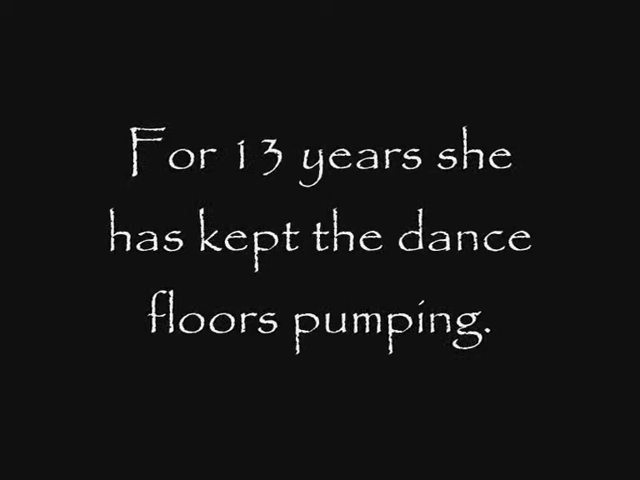 For 13 years she
has kept the dance
floors pumping.